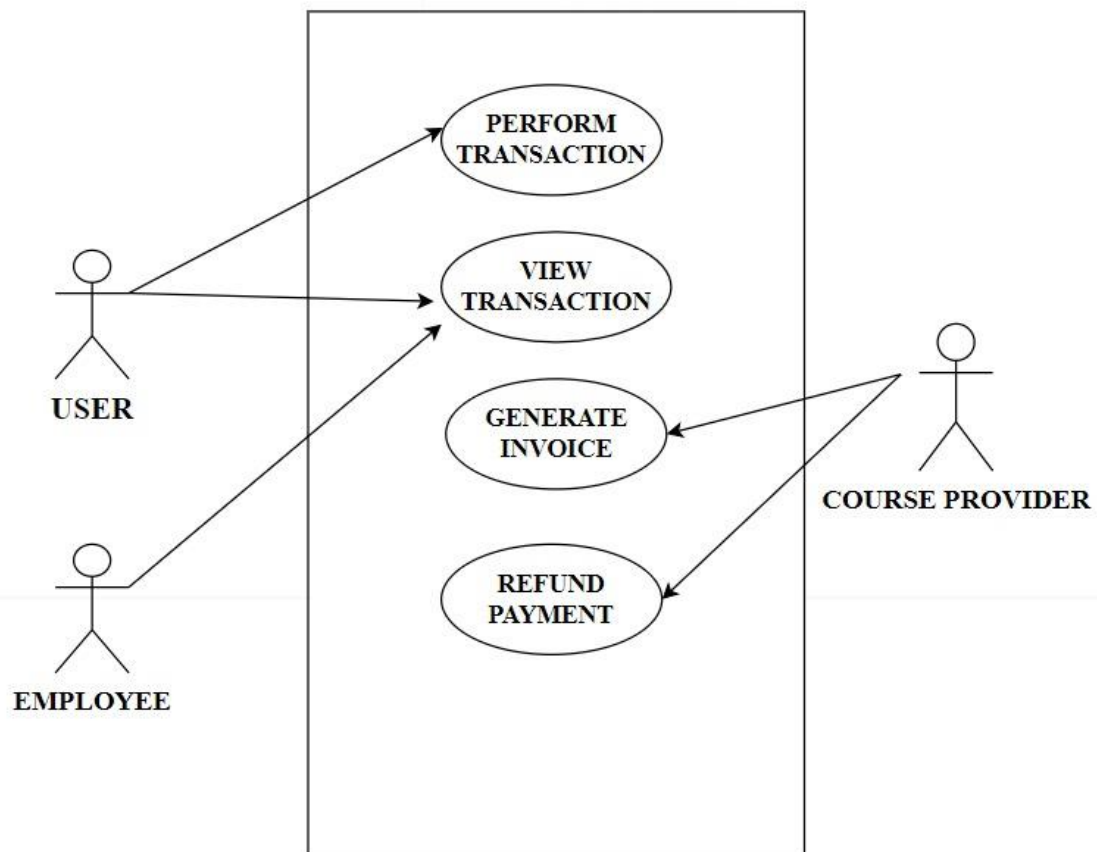 PERFORM
TRANSACTION
VIEW
TRANSACTION
USER
GENERATE
INVOICE
COURSE PROVIDER
REFUND
PAYMENT
EMPLOYEE